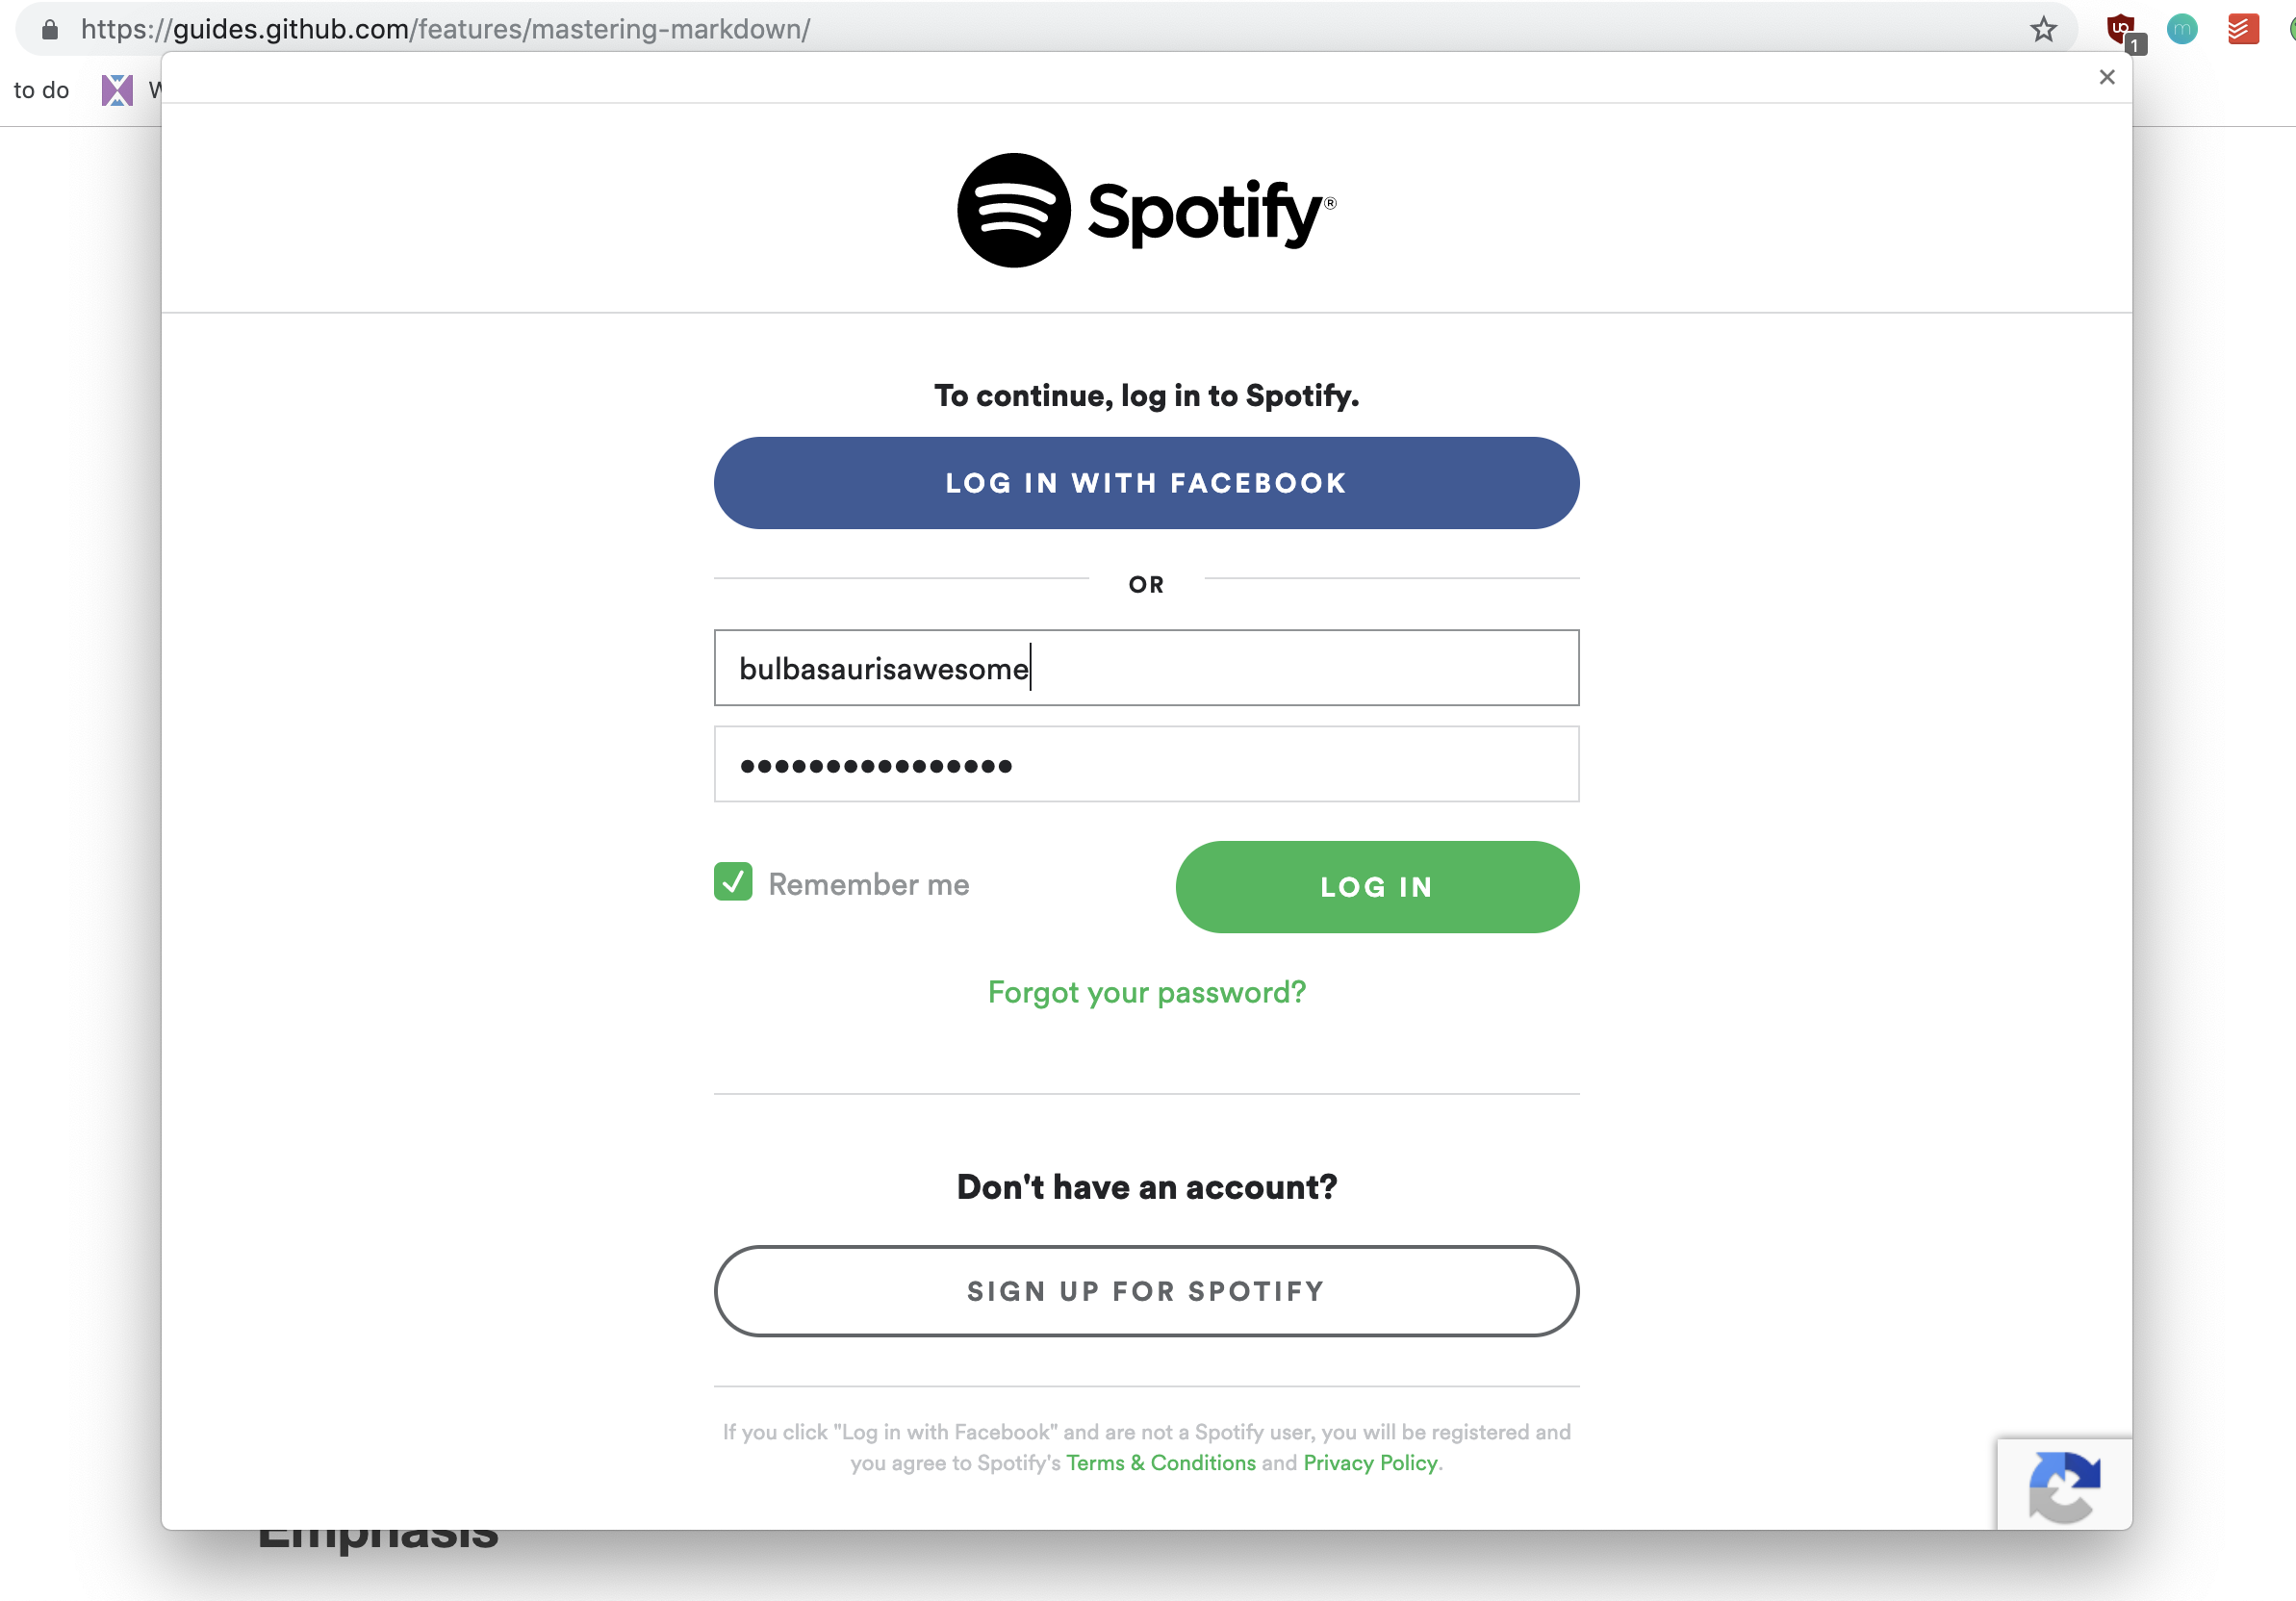 https://guides.github.com/features/mastering-markdown/
1
to do
Spotify®
To continue, log in to Spotify.
LOG IN WITH FACEBOOK
OR
bulbasaurisawesome
••••••••••••••••
Remember me
LOG IN
Forgot your password?
Don't have an account?
SIGN UP FOR SPOTIFY
If you click "Log in with Facebook" and are not a Spotify user, you will be registered and
you agree to Spotify's Terms & Conditions and Privacy Policy.
Emphasis